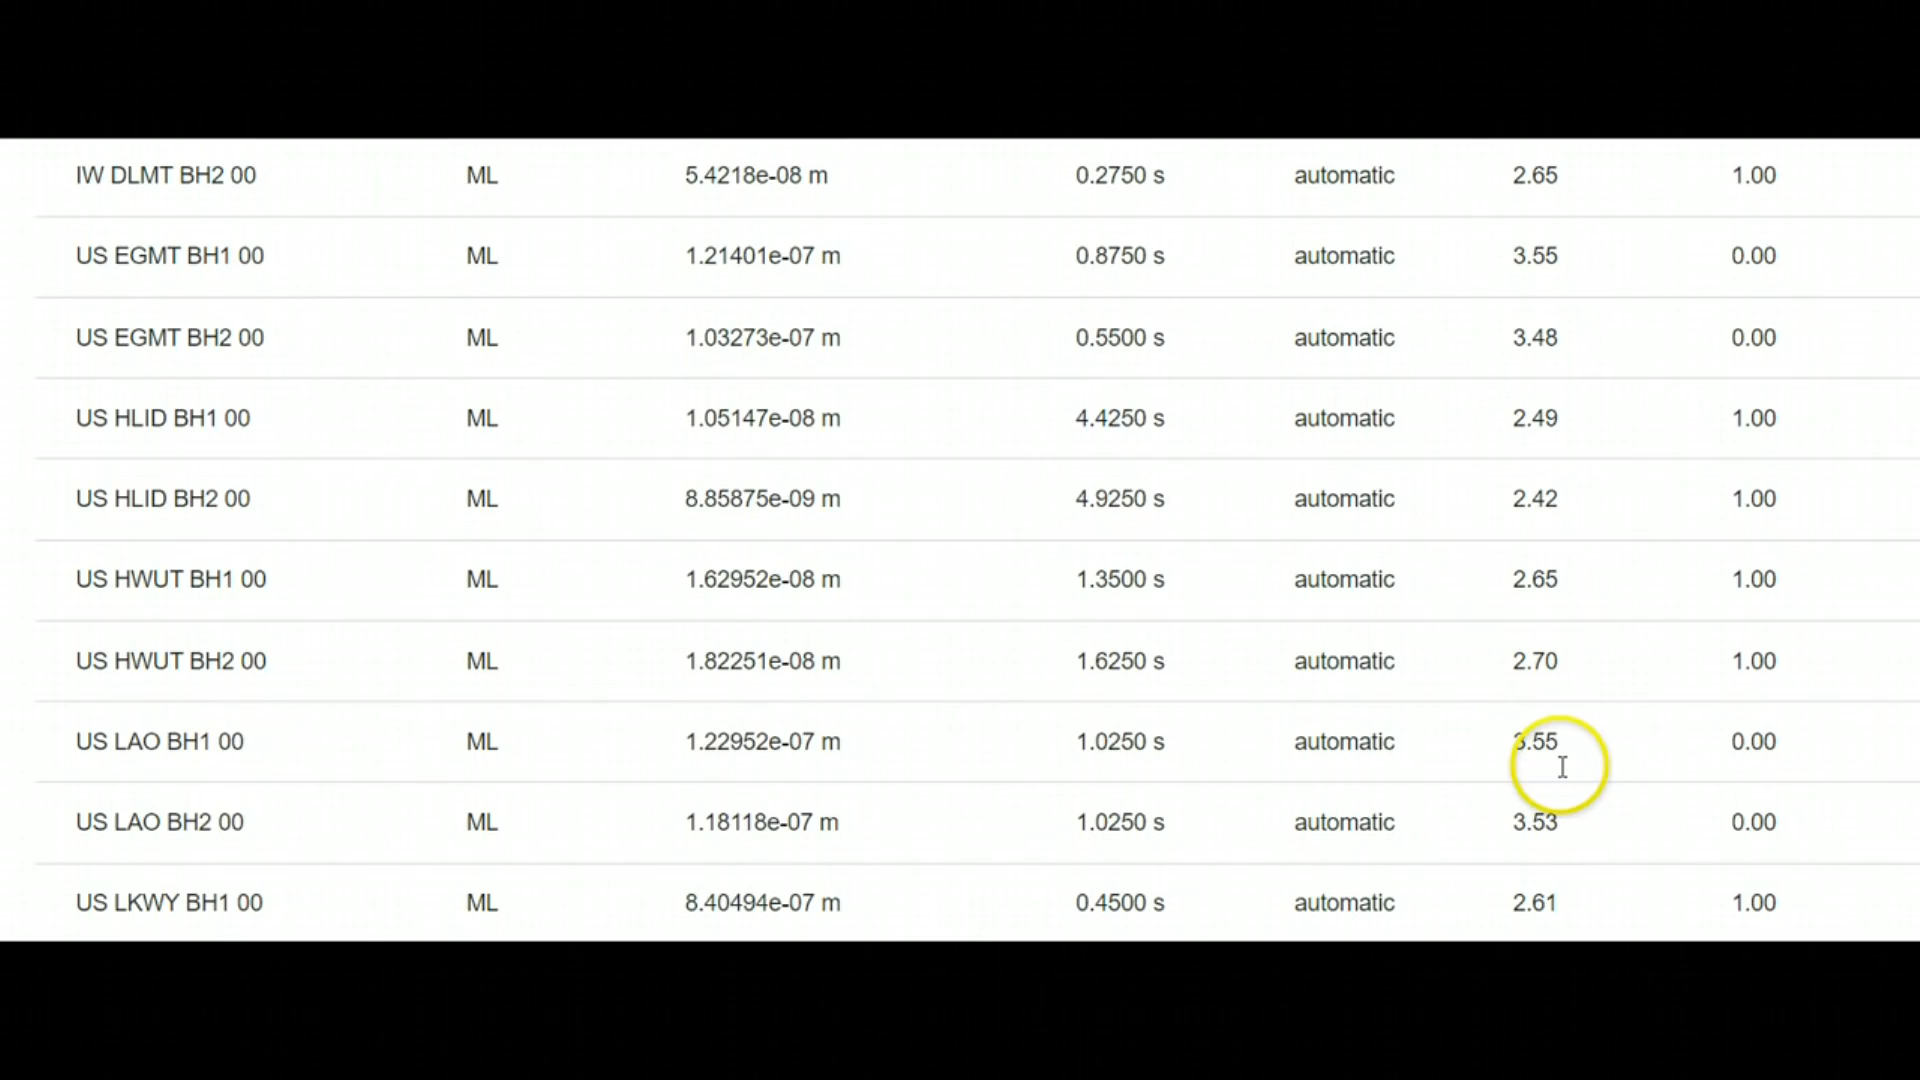 IW DLMT BH2 00 ML 5.4218e-08 m 0.2750 s automatic 2.65 1.00
US EGMT BH1 00 ML 1.21401e-07 m 0.8750 s automatic 3.55 0.00
US EGMT BH2 00 ML 1.03273e-07 m 0.5500 s automatic 3.48 0.00
US HLID BH1 00 ML 1.05147e-08 m 4.4250 s automatic 2.49 1.00
US HLID BH2 00 ML 8.85875e-09 m 4.9250 s automatic 2.42 1.00
US HWUT BH1 00 ML 1.62952e-08 m 1.3500 s automatic 2.65 1.00
US HWUT BH2 00 ML 1.82251e-08 m 1.6250 s automatic 2.70 1.00
US LAO BH1 00 ML 1.22952e-07 m 1.0250 s automatic 3.55 0.00
US LAO BH2 00 ML 1.18118e-07 m 1.0250 s automatic 3.53 0.00
US LKWY BH1 00 ML 8.40494e-07 m 0.4500 s automatic 2.61 1.00